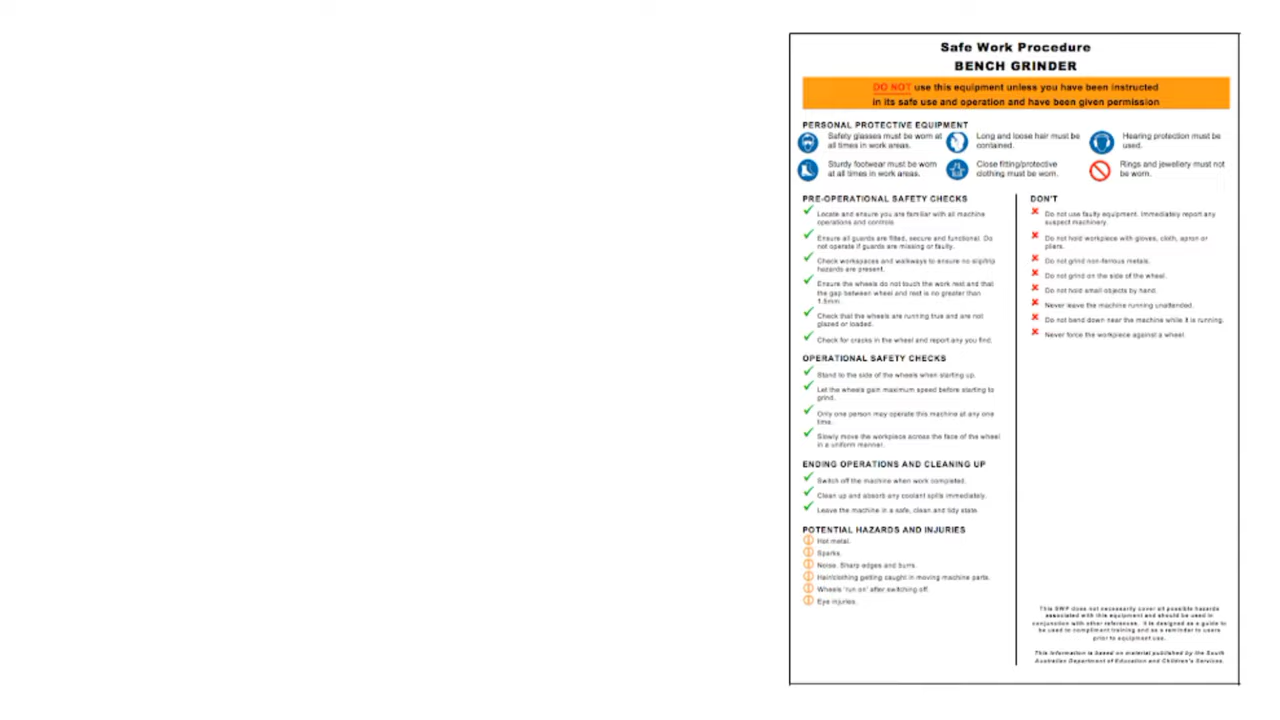 Safe Work Procedure
BENCH GRINDER
DO NOT use this equipment unless you have been instructed
in its safe use and operation and have been given permission
PERSONAL PROTECTIVE EQUIPMENT
Safety glasses must be worn at
all times in work areas.
Long and loose hair must be
contained.
Hearing protection must be
used.
Sturdy footwear must be worn
at all times in work areas.
Close fitting/protective
clothing must be worn.
Rings and jewellery must not
be worn.
PRE-OPERATIONAL SAFETY CHECKS
Locate and ensure you are familiar with all machine
operations and controls
Ensure all guards are fitted, secure and functional. Do
not operate if guards are missing or faulty.
Check workspaces and walkways to ensure no slip/trip
hazards are present.
Ensure the wheels do not touch the work rest and that
the gap between wheel and rest is no greater than
1.5mm.
Check that the wheels are running true and are not
glazed or loaded.
Check for cracks in the wheel and report any you find.
OPERATIONAL SAFETY CHECKS
Stand to the side of the wheels when starting up.
Let the wheels gain maximum speed before starting to
grind.
Only one person may operate this machine at any one
time.
Slowly move the workpiece across the face of the wheel
in a uniform manner.
ENDING OPERATIONS AND CLEANING UP
Switch off the machine when work completed.
Clean up and absorb any coolant spills immediately.
Leave the machine in a safe, clean and tidy state
POTENTIAL HAZARDS AND INJURIES
Hot metal.
Sparks.
Noise. Sharp edges and burrs.
Hair/clothing getting caught in moving machine parts.
Wheels 'run on' after switching off.
Eye injuries.
DON'T
Do not use faulty equipment. Immediately report any
suspect machinery.
Do not hold workpiece with gloves, cloth, apron or
pliers.
Do not grind non-ferrous metals.
Do not grind on the side of the wheel.
Do not hold small objects by hand.
Never leave the machine running unattended.
Do not bend down near the machine while it is running.
Never force the workpiece against a wheel.
This SWP does not necessarily cover all possible hazards
associated with this equipment and should be used in
conjunction with other references. It is designed as a guide to
be used to compliment training and as a reminder to users
prior to equipment use.
This information is based on material published by the South
Australian Department of Education and Children's Services.